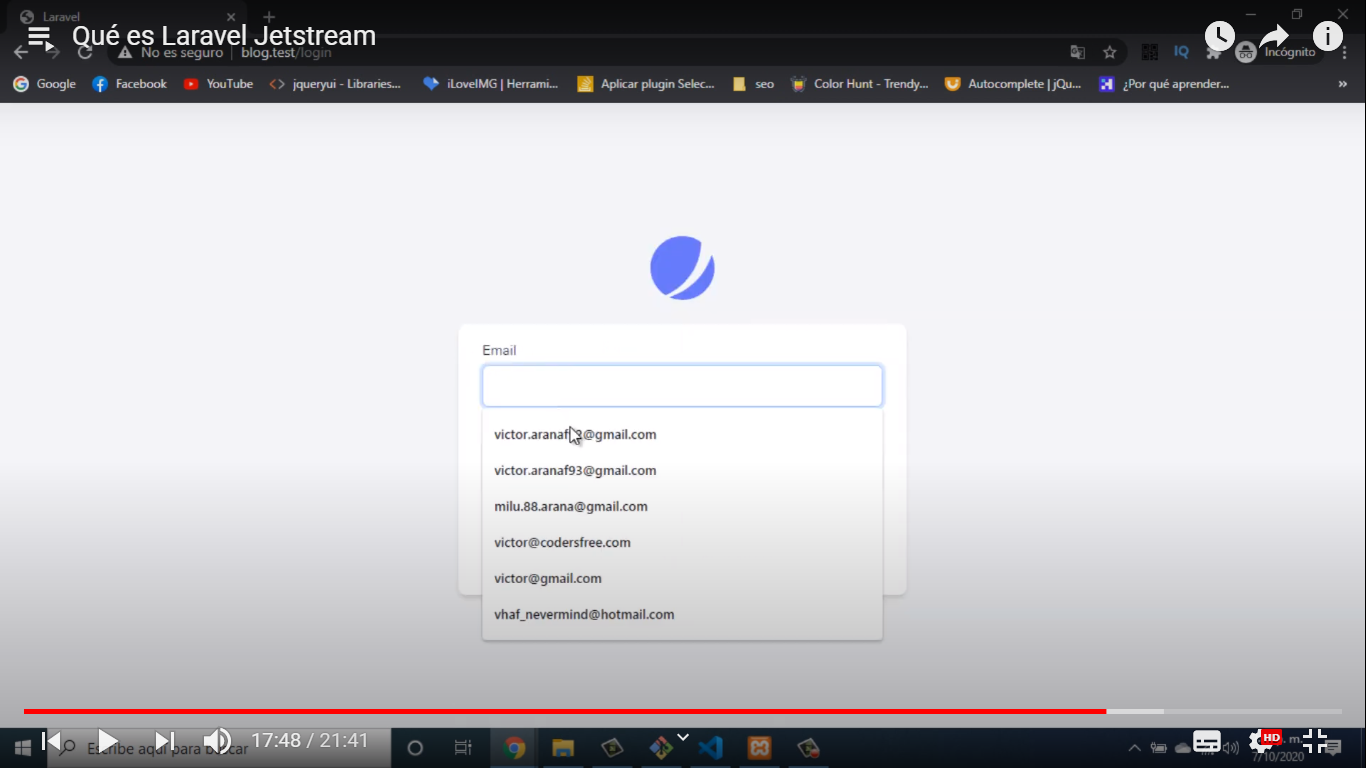 Laravel
Qué es Laravel Jetstream
No es seguro
blog.test/login
IQ
Incógnito
Google
Facebook
YouTube
jqueryui - Libraries...
iLoveIMG | Herrami...
Aplicar plugin Selec...
seo
Color Hunt - Trendy...
Autocomplete | jQu...
¿Por qué aprender...
Email
victor.aranaf92@gmail.com
victor.aranaf93@gmail.com
milu.88.arana@gmail.com
victor@codersfree.com
victor@gmail.com
vhaf_nevermind@hotmail.com
Escribe aquí para buscar
17:48 / 21:41
HD
7/10/2020